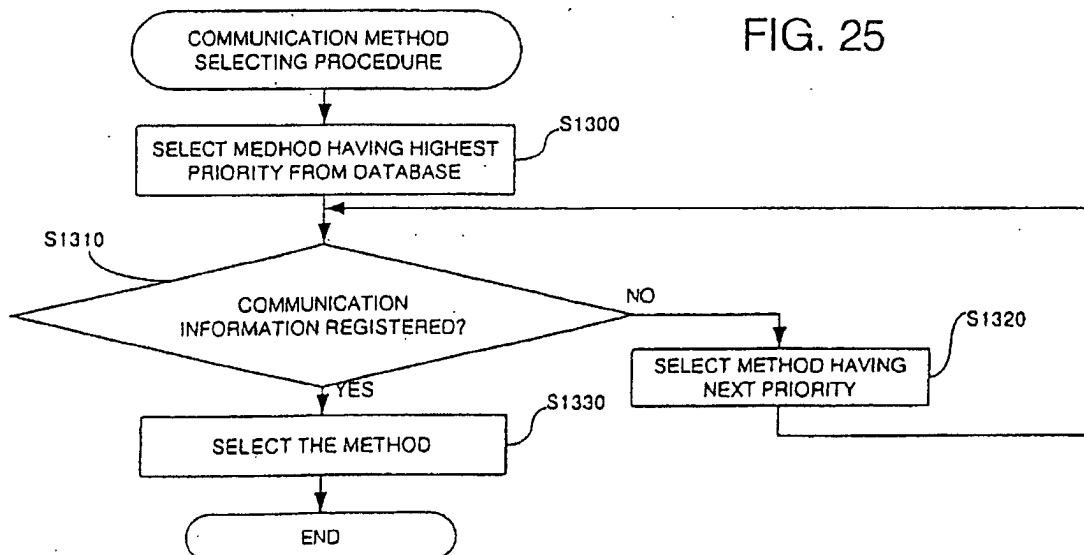 FIG. 25
COMMUNICATION METHOD
SELECTING PROCEDURE
S1300
SELECT MEDHOD HAVING HIGHEST
PRIORITY FROM DATABASE
S1310
COMMUNICATION
INFORMATION REGISTERED?
NO
S1320
SELECT METHOD HAVING
NEXT PRIORITY
YES
S1330
SELECT THE METHOD
END